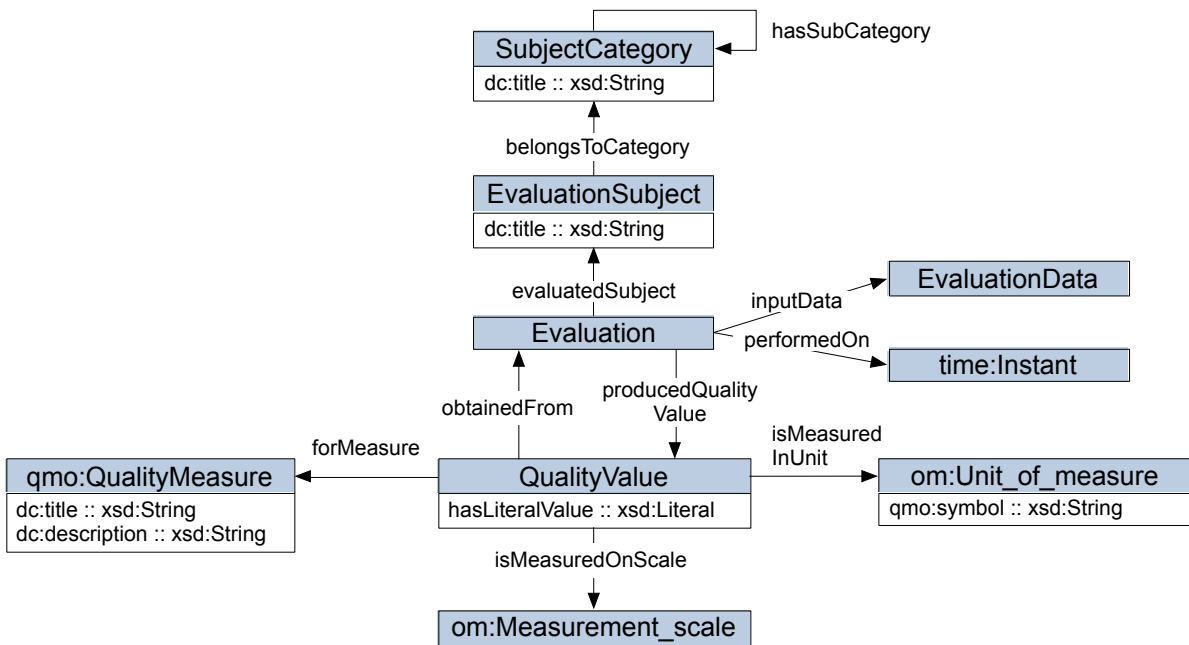 hasSubCategory
SubjectCategory
dc:title :: xsd:String
belongsToCategory
EvaluationSubject
dc:title :: xsd:String
evaluatedSubject
EvaluationData
inputData
Evaluation
performedOn
time:Instant
obtainedFrom
producedQuality
Value
forMeasure
isMeasured
InUnit
qmo:QualityMeasure
dc:title :: xsd:String
dc:description :: xsd:String
QualityValue
hasLiteralValue :: xsd:Literal
om:Unit_of_measure
qmo:symbol :: xsd:String
isMeasuredOnScale
om:Measurement_scale